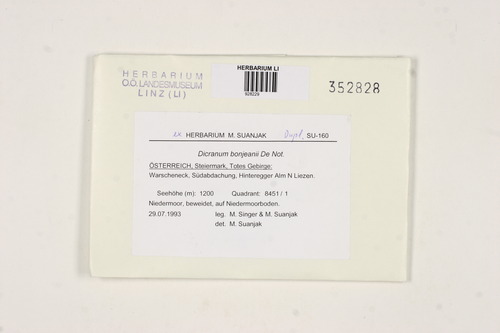 HERBARIUM
O.Ö. LANDESMUSEUM
LINZ (LI)
HERBARIUM LI
352828
ex HERBARIUM M. SUANJAK Dupl. SU-160
Dicranum bonjeanii De Not.
ÖSTERREICH, Steiermark, Totes Gebirge:
Warscheneck, Südabdachung, Hinteregger Alm N Liezen.
Seehöhe (m): 1200 Quadrant: 8451 / 1
Niedermoor, beweidet, auf Niedermoorboden.
29.07.1993 leg. M. Singer & M. Suanjak
det. M. Suanjak